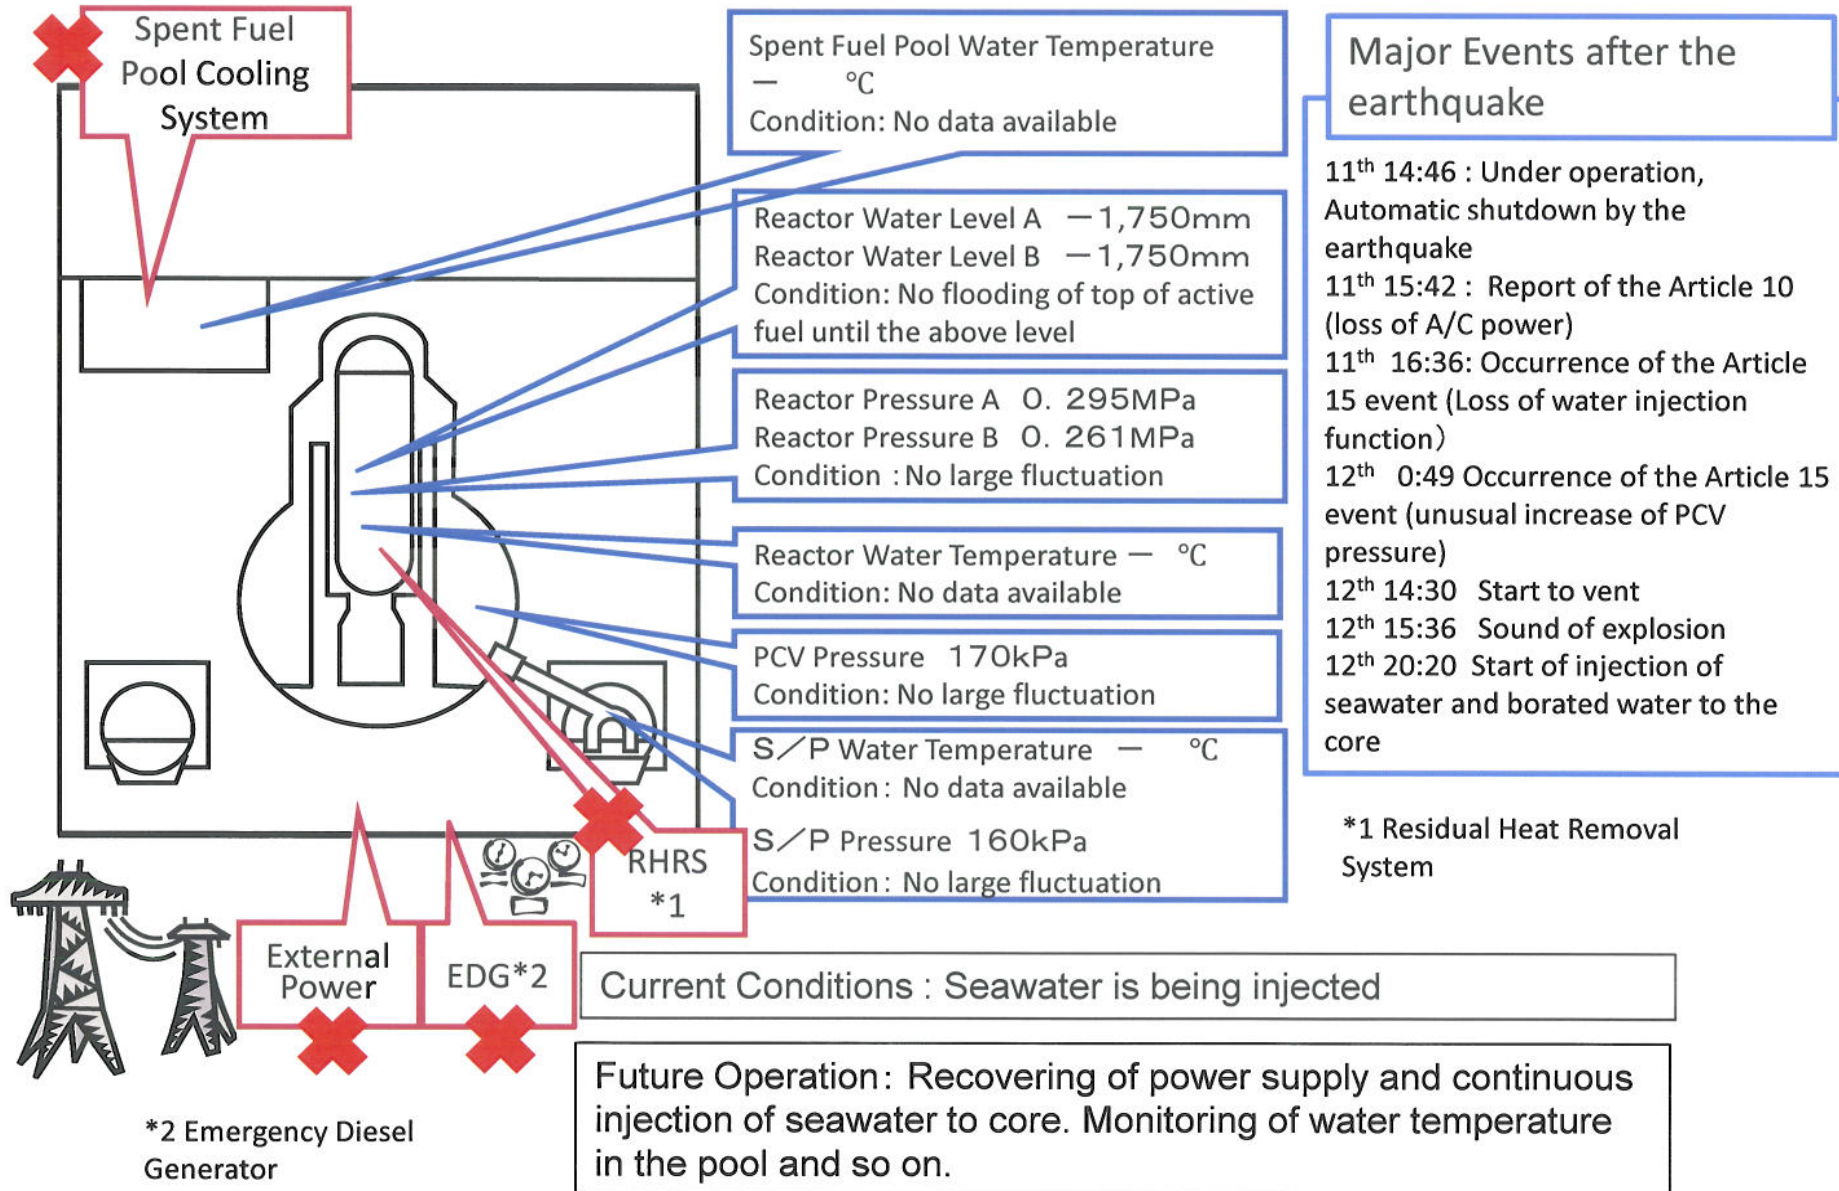 Spent Fuel
Pool Cooling
System
Spent Fuel Pool Water Temperature
— ℃
Condition: No data available
Reactor Water Level A －1,750mm
Reactor Water Level B －1,750mm
Condition: No flooding of top of active
fuel until the above level
Reactor Pressure A 0. 295MPa
Reactor Pressure B 0. 261MPa
Condition : No large fluctuation
Reactor Water Temperature — ℃
Condition: No data available
PCV Pressure 170kPa
Condition: No large fluctuation
S／P Water Temperature — ℃
Condition : No data available
S／P Pressure 160kPa
Condition : No large fluctuation
RHRS
*1
External
Power
EDG*2
*2 Emergency Diesel
Generator
Major Events after the
earthquake
11th 14:46 : Under operation,
Automatic shutdown by the
earthquake
11th 15:42 : Report of the Article 10
(loss of A/C power)
11th 16:36: Occurrence of the Article
15 event (Loss of water injection
function）
12th 0:49 Occurrence of the Article 15
event (unusual increase of PCV
pressure)
12th 14:30 Start to vent
12th 15:36 Sound of explosion
12th 20:20 Start of injection of
seawater and borated water to the
core
*1 Residual Heat Removal
System
Current Conditions : Seawater is being injected
Future Operation : Recovering of power supply and continuous
injection of seawater to core. Monitoring of water temperature
in the pool and so on.